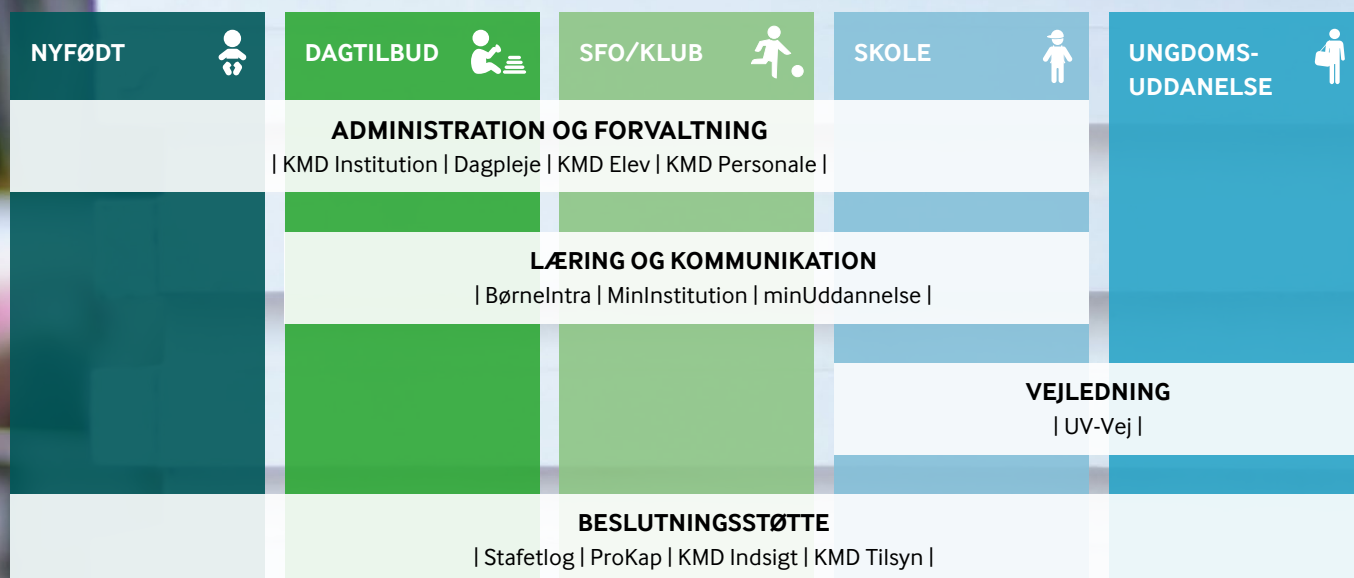 NYFØDT
DAGTILBUD
SFO/KLUB
SKOLE
UNGDOMS-
UDDANELSE
ADMINISTRATION OG FORVALTNING
| KMD Institution | Dagpleje | KMD Elev | KMD Personale |
LÆRING OG KOMMUNIKATION
| BørneIntra | MinInstitution | minUddannelse |
VEJLEDNING
| UV-Vej |
BESLUTNINGSSTØTTE
| Stafetlog | ProKap | KMD Indsigt | KMD Tilsyn |